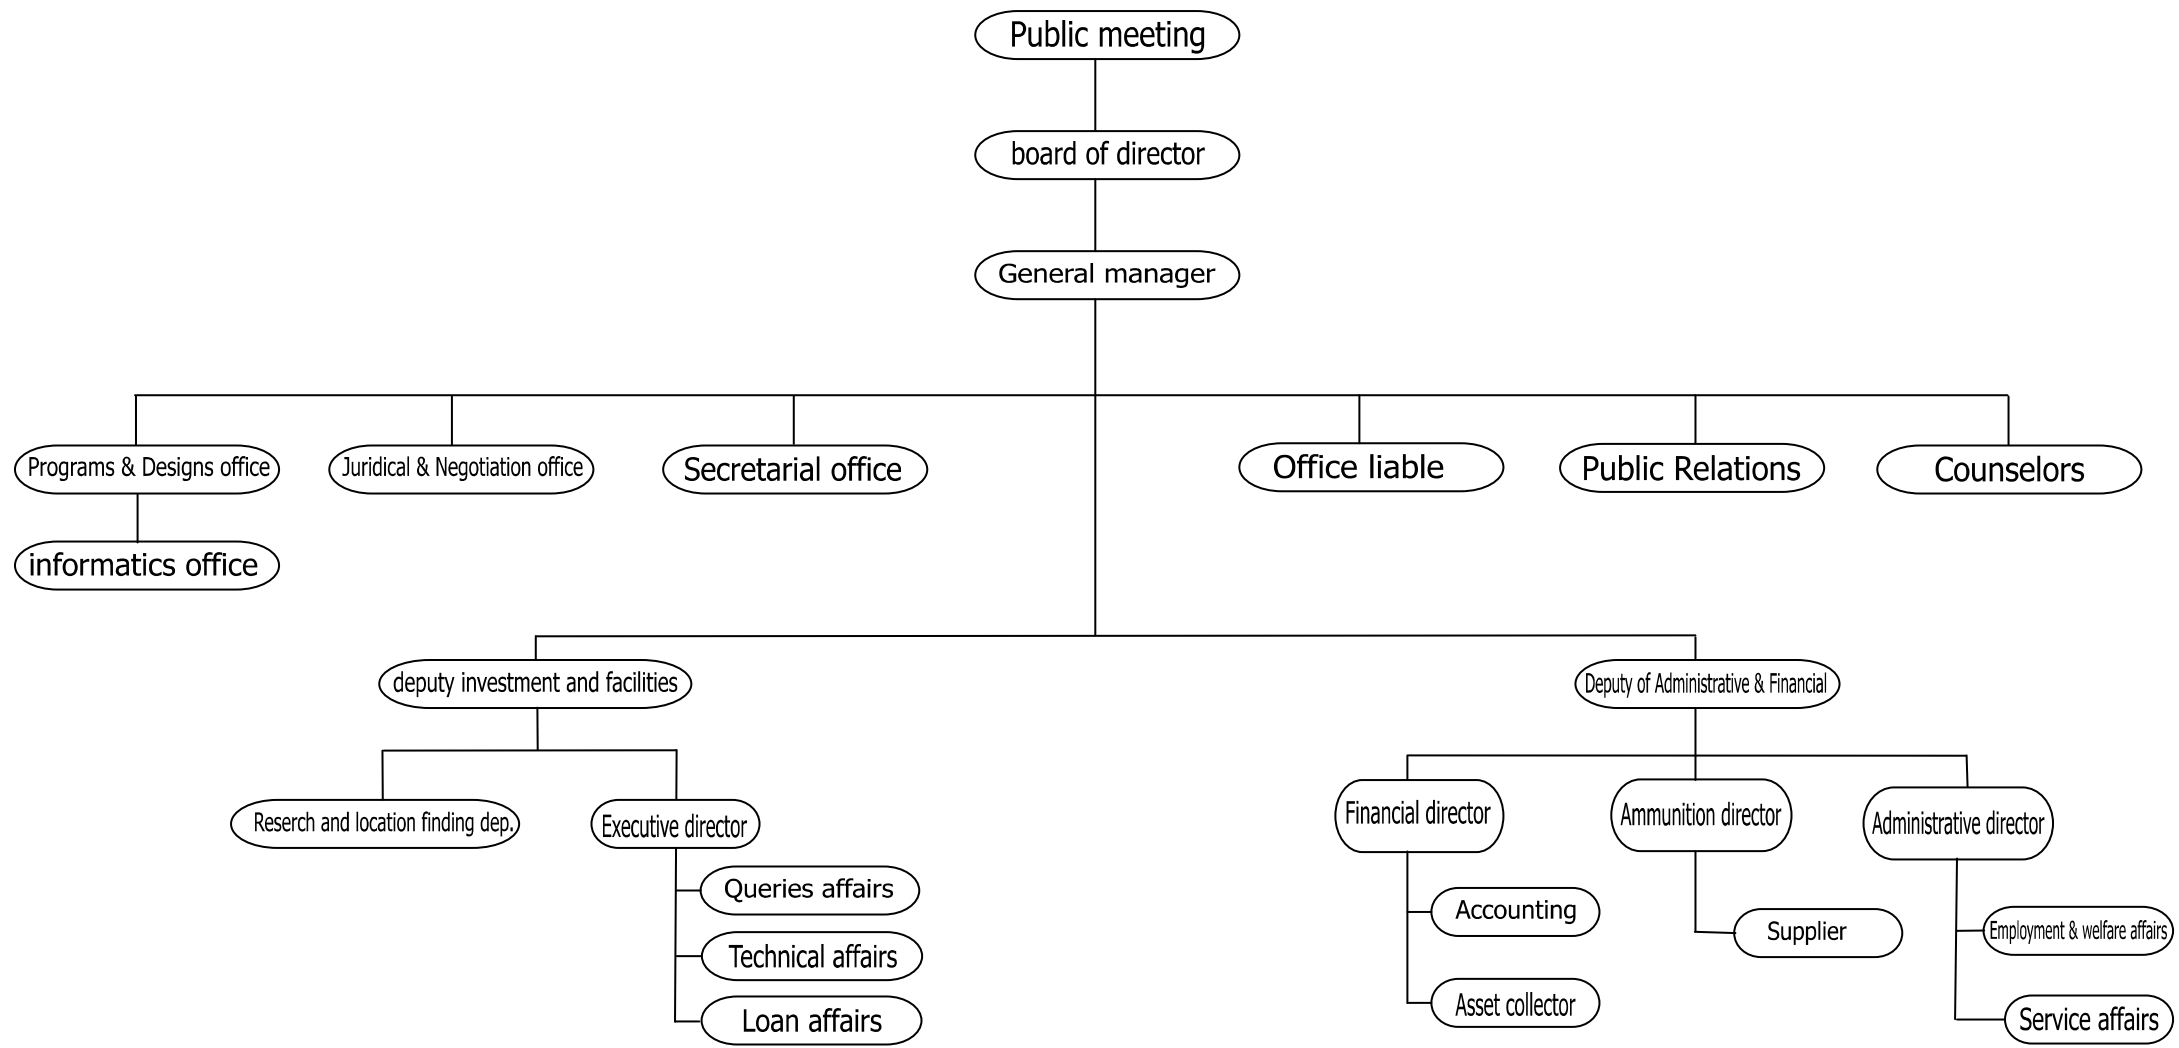 Public meeting
board of director
General manager
Programs & Designs office
Juridical & Negotiation office
Secretarial office
Office liable
Public Relations
Counselors
informatics office
deputy investment and facilities
Deputy of Administrative & Financial
Reserch and location finding dep.
Executive director
Financial director
Ammunition director
Administrative director
Queries affairs
Technical affairs
Loan affairs
Accounting
Asset collector
Supplier
Employment & welfare affairs
Service affairs